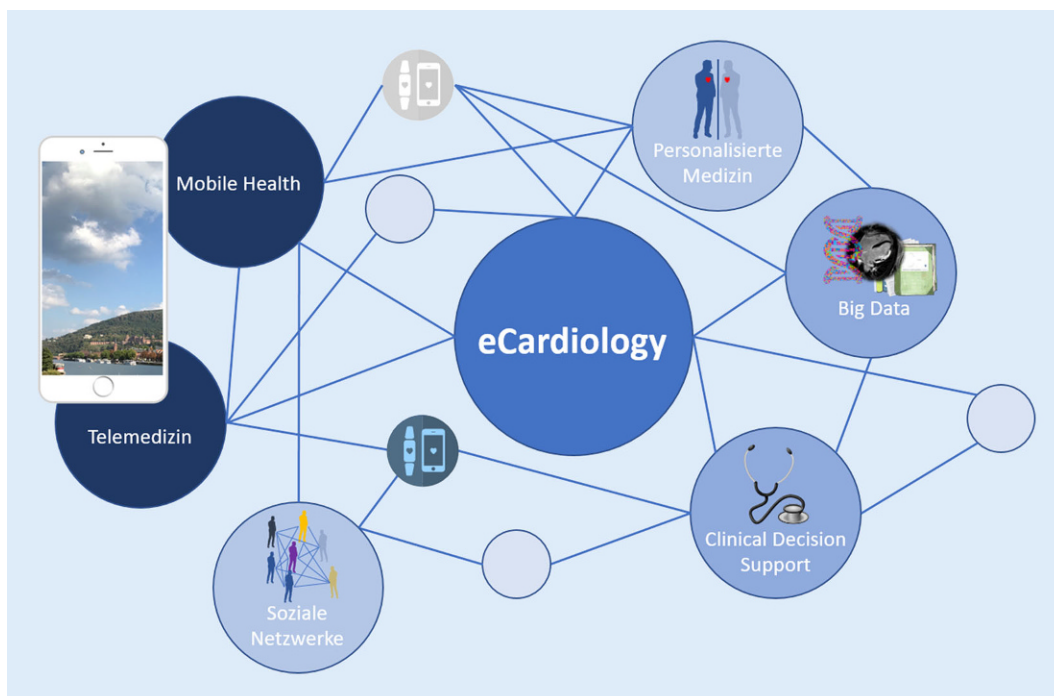 Mobile Health
Personalisierte
Medizin
Big Data
eCardiology
Telemedizin
Clinical Decision
Support
Soziale
Netzwerke